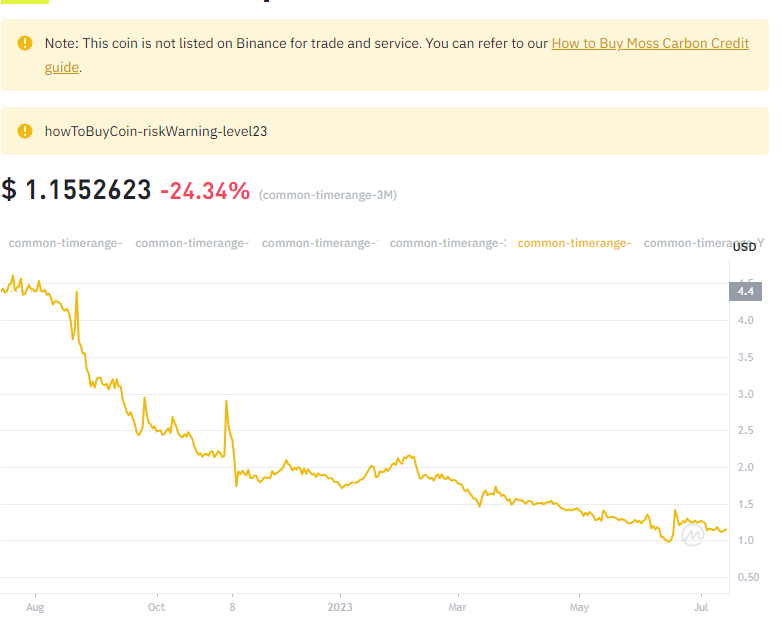 Note: This coin is not listed on Binance for trade and service. You can refer to our How to Buy Moss Carbon Credit
guide.
howToBuyCoin-riskWarning-level23
$ 1.1552623 -24.34% (common-timerange-3M)
common-timerange- common-timerange- common-timerange- common-timerange- common-timerange- common-timerange-Y
USD
4.5
4.4
4.0
3.5
3.0
2.5
2.0
1.5
1.0
0.50
Aug Oct 8 2023 Mar May Jul